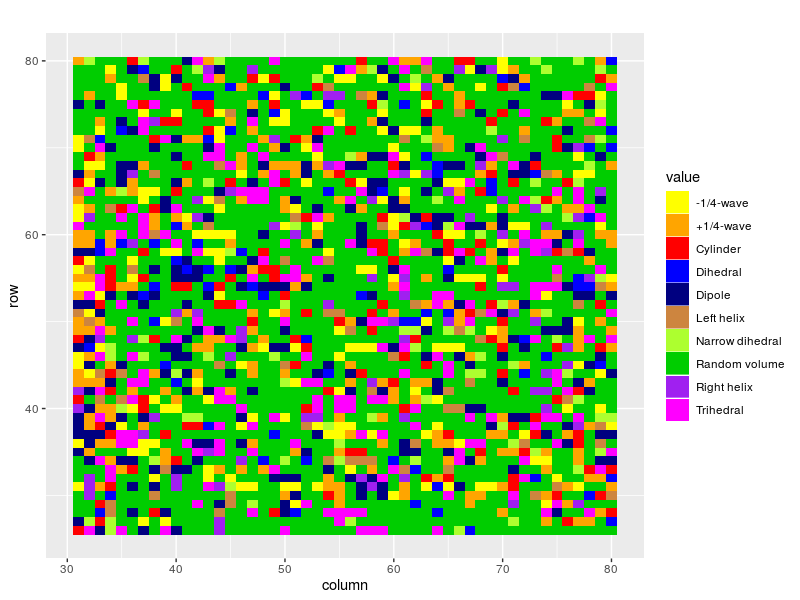 80
60
40
30
40
50
60
70
80
column
row
value
-1/4-wave
+1/4-wave
Cylinder
Dihedral
Dipole
Left helix
Narrow dihedral
Random volume
Right helix
Trihedral